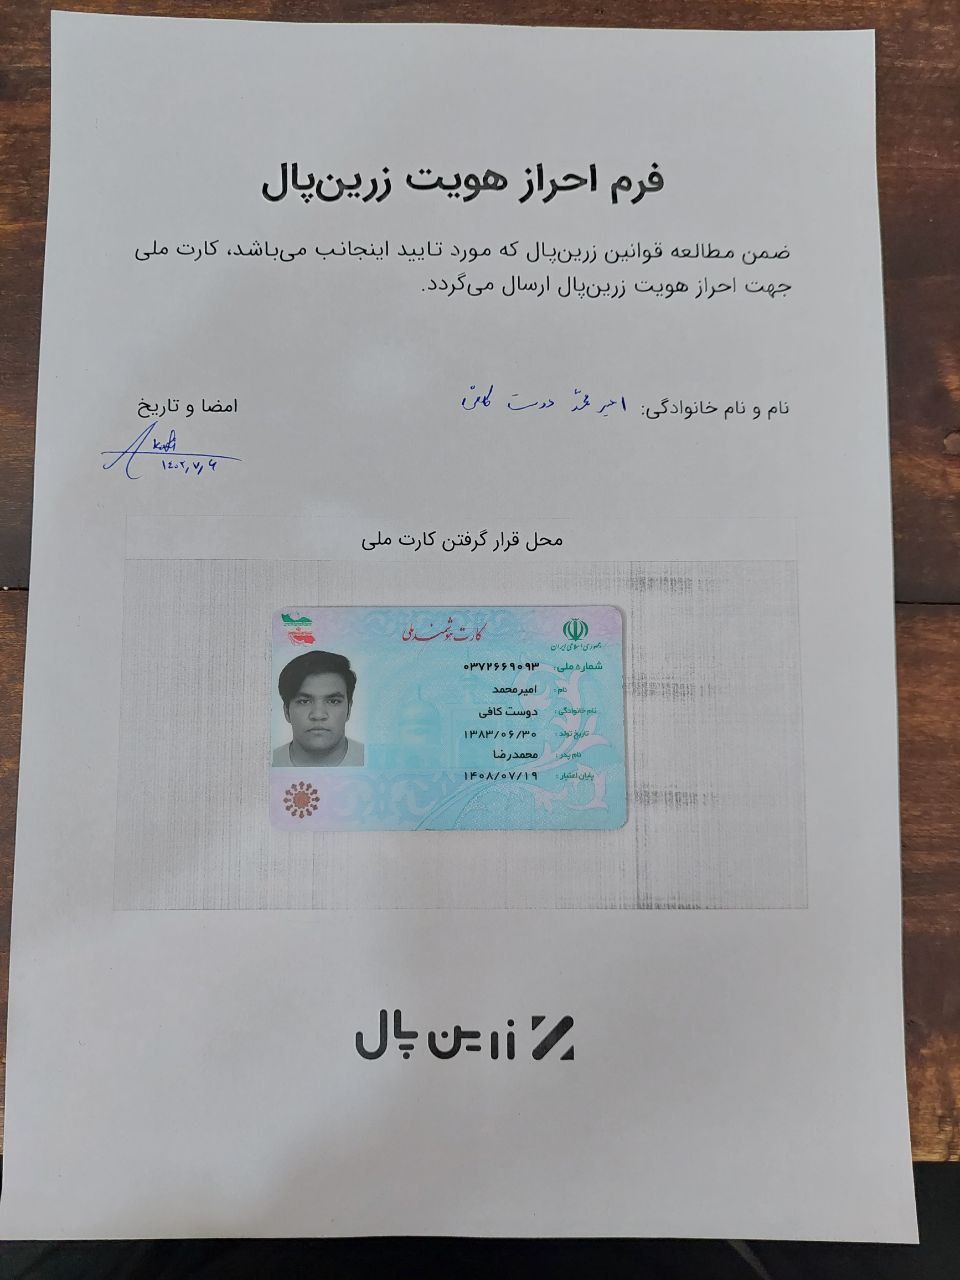 فرم احراز هویت زرین‌پال
ضمن مطالعه قوانین زرین‌پال که مورد تایید اینجانب می‌باشد، کارت ملی
جهت احراز هویت زرین‌پال ارسال می‌گردد.
نام و نام خانوادگی: امیر محمد دوست کافی
امضا و تاریخ
Kafi
۱۴۰۲٫۷٫۶
محل قرار گرفتن کارت ملی
کارت هوشمند ملی
جمهوری اسلامی ایران
شماره ملی: ۰۳۷۲۶۶۹۰۹۳
نام: امیرمحمد
نام خانوادگی: دوست کافی
تاریخ تولد: ۱۳۸۳/۰۶/۳۰
نام پدر: محمدرضا
پایان اعتبار: ۱۴۰۸/۰۷/۱۹
زرین پال